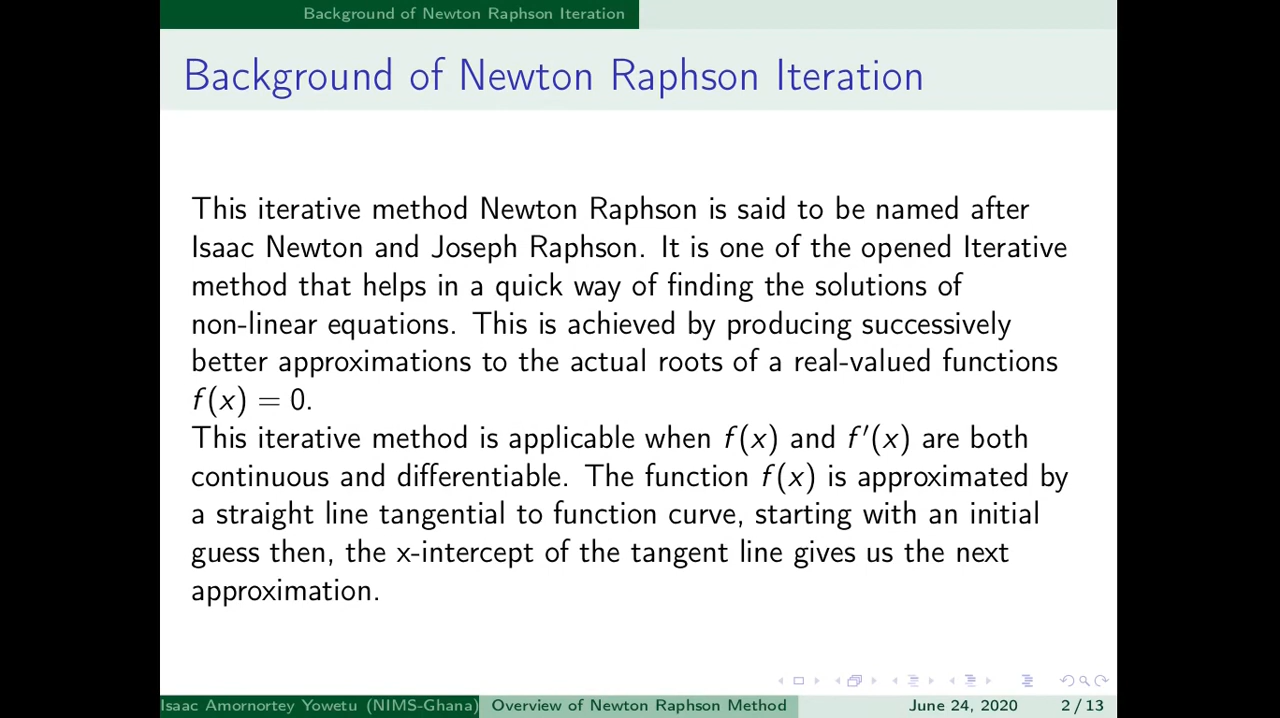 Background of Newton Raphson Iteration
Background of Newton Raphson Iteration
This iterative method Newton Raphson is said to be named after
Isaac Newton and Joseph Raphson. It is one of the opened Iterative
method that helps in a quick way of finding the solutions of
non-linear equations. This is achieved by producing successively
better approximations to the actual roots of a real-valued functions
f(x) = 0.
This iterative method is applicable when f(x) and f′(x) are both
continuous and differentiable. The function f(x) is approximated by
a straight line tangential to function curve, starting with an initial
guess then, the x-intercept of the tangent line gives us the next
approximation.
Isaac Amornortey Yowetu (NIMS-Ghana) Overview of Newton Raphson Method June 24, 2020 2 / 13